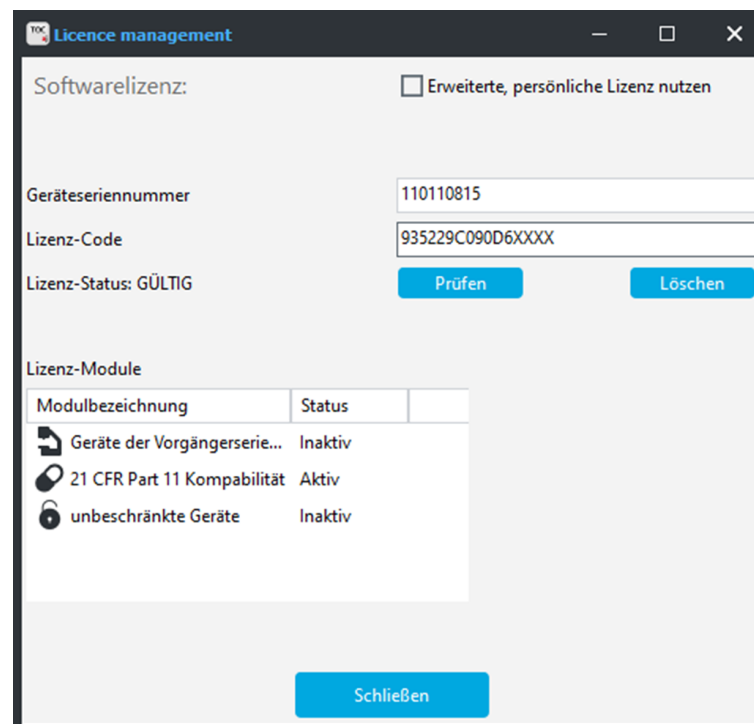 TOC
Licence management
Softwarelizenz:
Erweiterte, persönliche Lizenz nutzen
Geräteseriennummer
110110815
Lizenz-Code
935229C090D6XXXX
Lizenz-Status: GÜLTIG
Prüfen
Löschen
Lizenz-Module
Modulbezeichnung Status
Geräte der Vorgängerserie... Inaktiv
21 CFR Part 11 Kompabilität Aktiv
unbeschränkte Geräte Inaktiv
Schließen